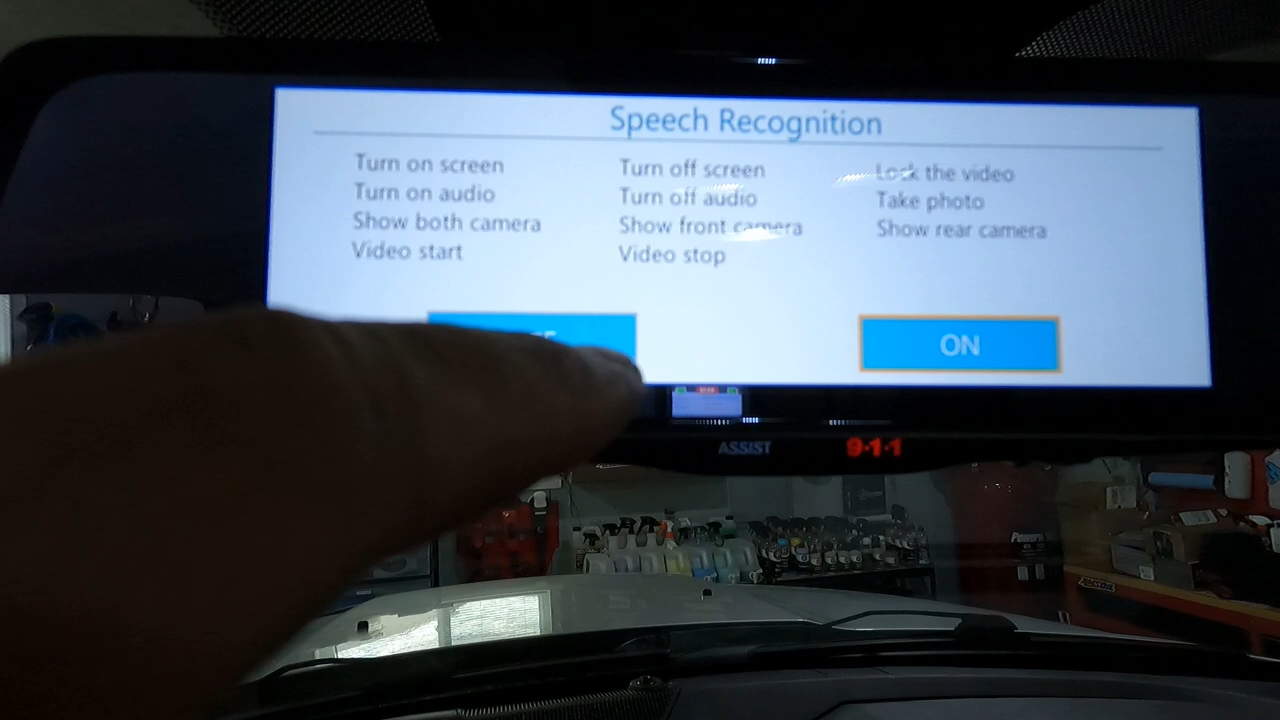 Speech Recognition
Turn on screen
Turn off screen
Lock the video
Turn on audio
Turn off audio
Take photo
Show both camera
Show front camera
Show rear camera
Video start
Video stop
ON
ASSIST
9·1·1
AMSOIL